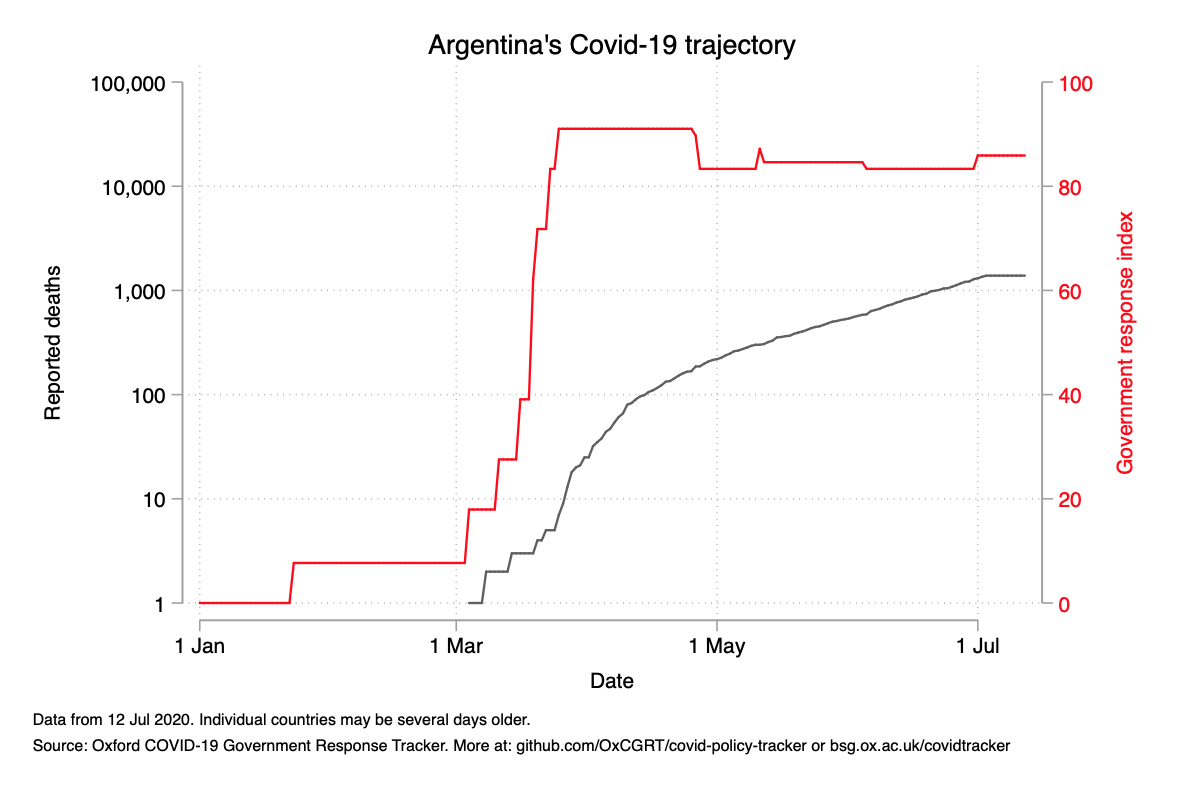 Argentina's Covid-19 trajectory
100,000
10,000
1,000
100
10
1
Reported deaths
100
80
60
40
20
0
Government response index
1 Jan
1 Mar
1 May
1 Jul
Date
Data from 12 Jul 2020. Individual countries may be several days older.
Source: Oxford COVID-19 Government Response Tracker. More at: github.com/OxCGRT/covid-policy-tracker or bsg.ox.ac.uk/covidtracker